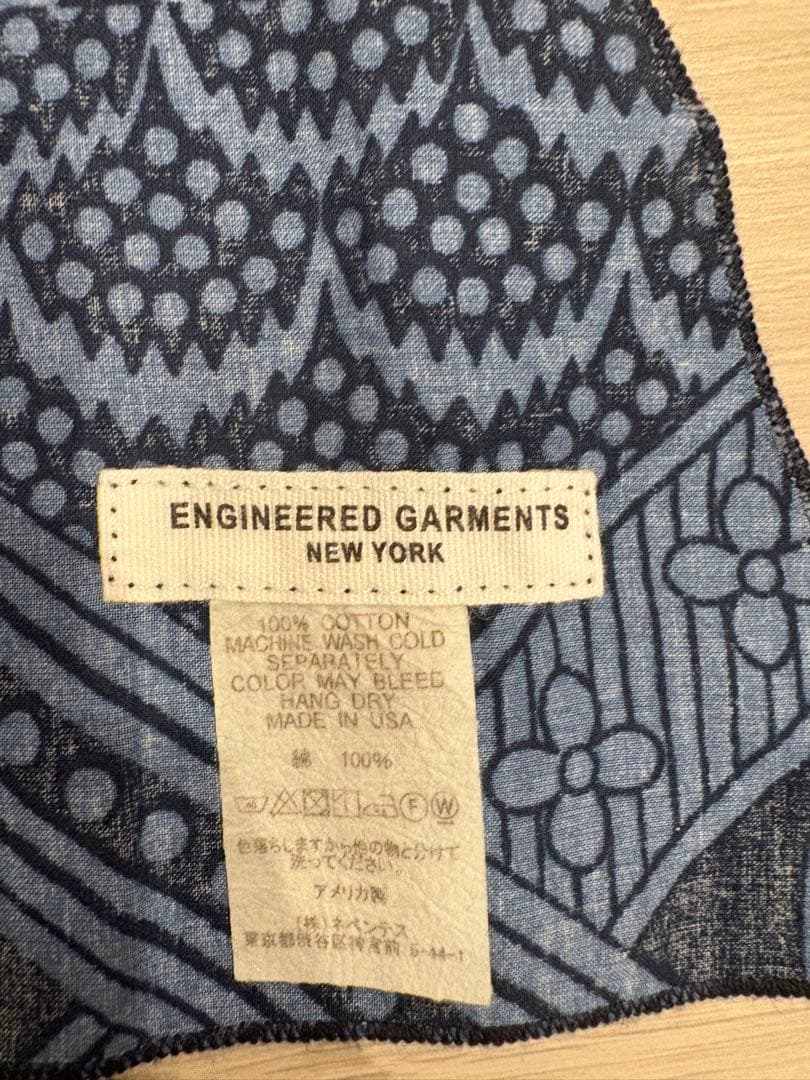 ENGINEERED GARMENTS
NEW YORK
100% COTTON
MACHINE WASH COLD
SEPARATELY
COLOR MAY BLEED
HANG DRY
MADE IN USA
綿 100%
F W
色落ちしますから他の物と分けて
洗ってください。
アメリカ製
(株)ネペンテス
東京都渋谷区神宮前 5-44-1